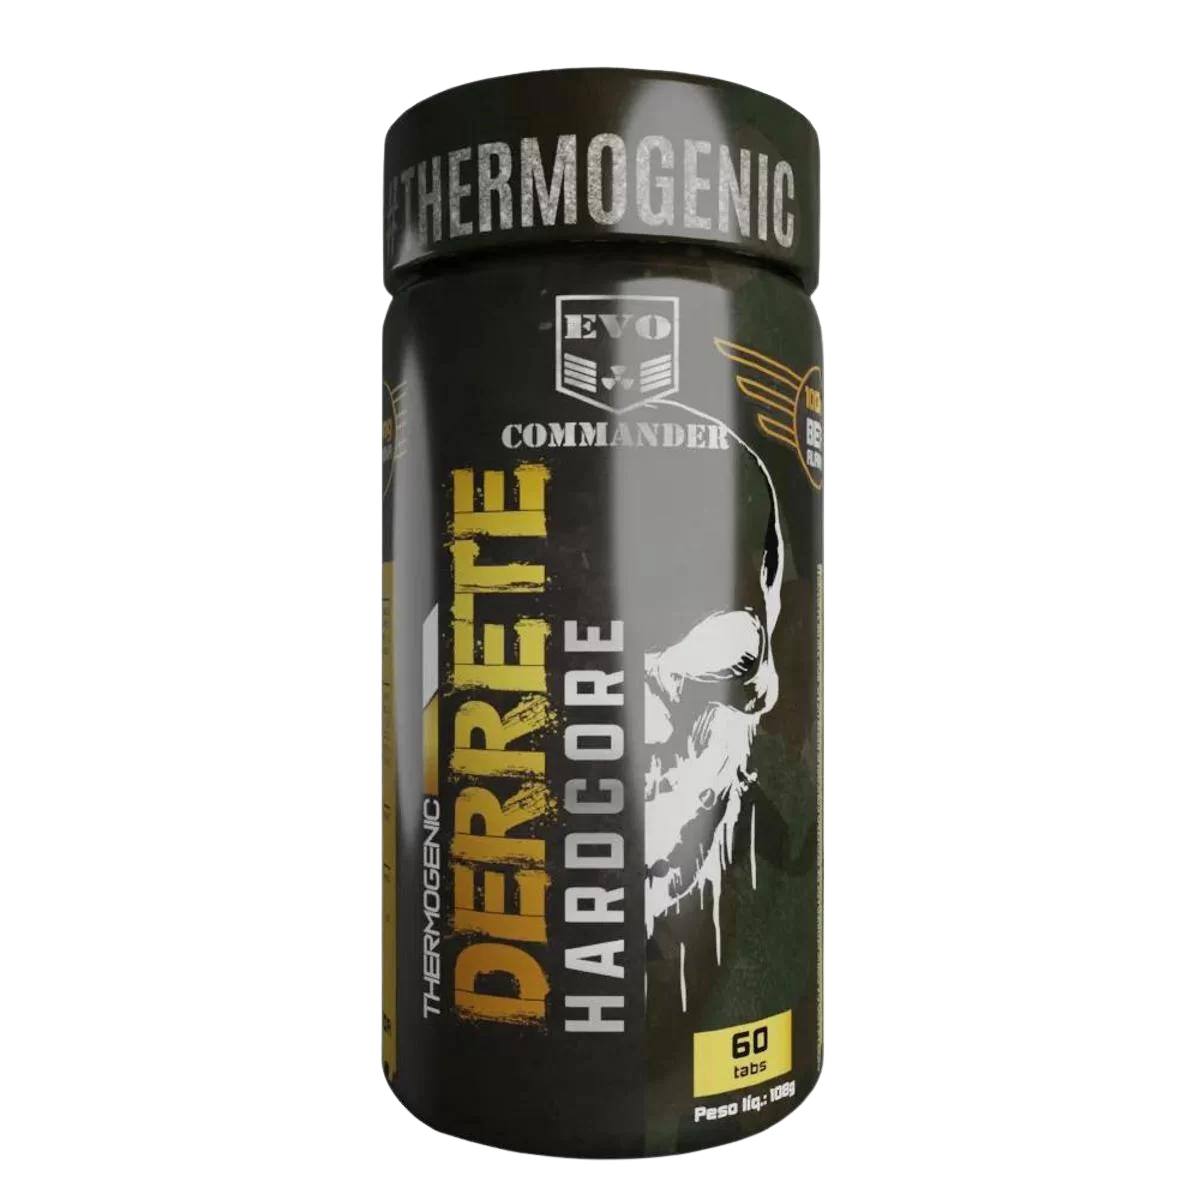 #THERMOGENIC
EVO
COMMANDER
THERMOGENIC
DERRETE
HARDCORE
60
tabs
Peso líq.: 108g